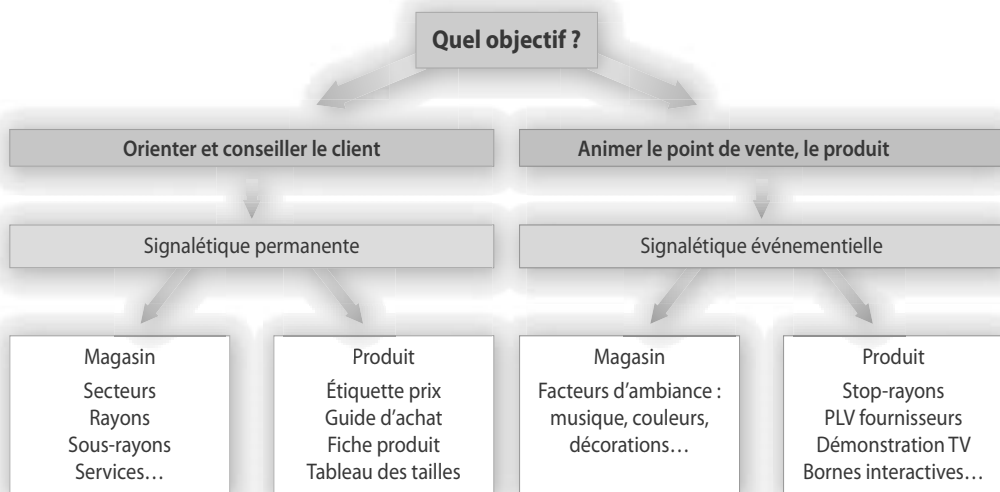 Quel objectif ?
Orienter et conseiller le client
Animer le point de vente, le produit
Signalétique permanente
Signalétique événementielle
Magasin
Secteurs
Rayons
Sous-rayons
Services…
Produit
Étiquette prix
Guide d’achat
Fiche produit
Tableau des tailles
Magasin
Facteurs d’ambiance :
musique, couleurs,
décorations…
Produit
Stop-rayons
PLV fournisseurs
Démonstration TV
Bornes interactives…